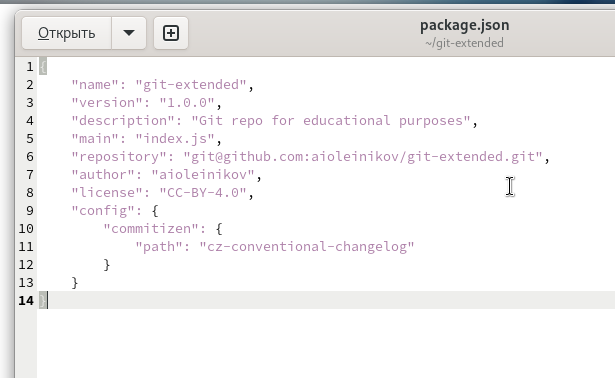 Открыть
package.json
~/git-extended
1 {
2     "name": "git-extended",
3     "version": "1.0.0",
4     "description": "Git repo for educational purposes",
5     "main": "index.js",
6     "repository": "git@github.com:aioleinikov/git-extended.git",
7     "author": "aioleinikov",
8     "license": "CC-BY-4.0",
9     "config": {
10         "commitizen": {
11             "path": "cz-conventional-changelog"
12         }
13     }
14 }